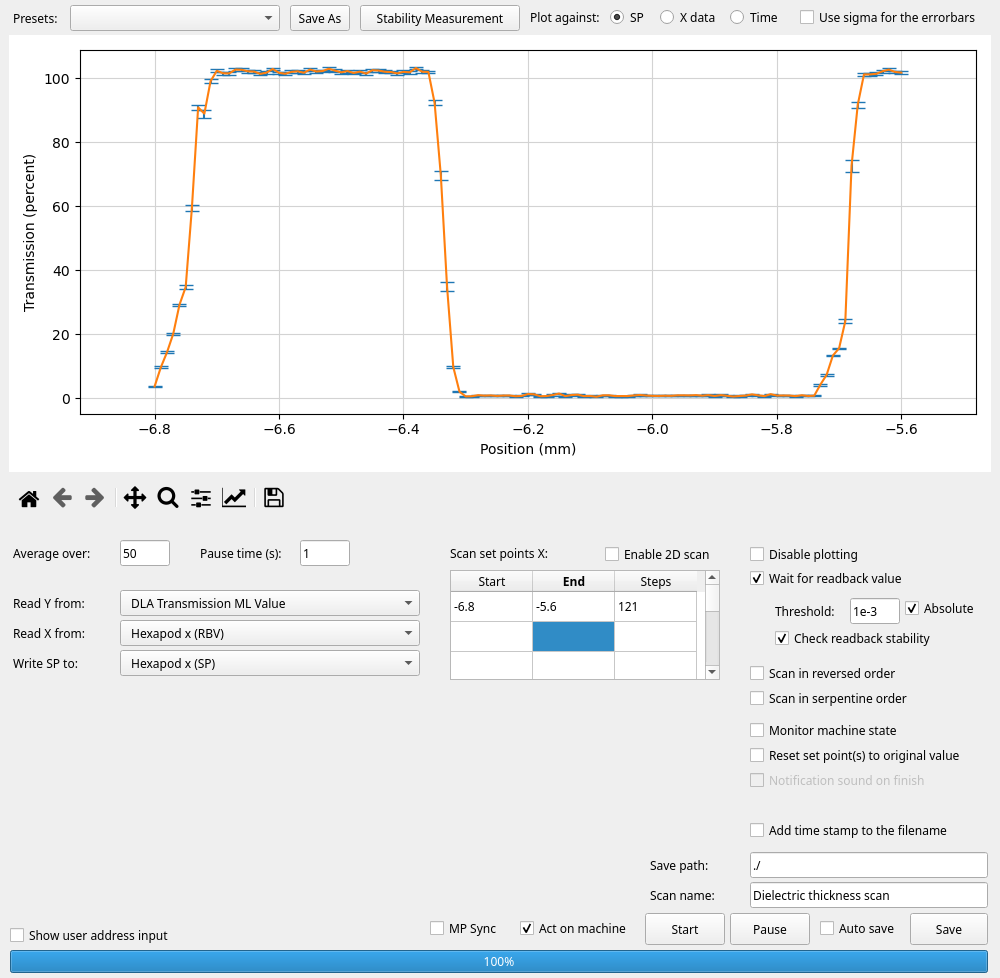 Presets: Save As Stability Measurement Plot against: SP X data Time Use sigma for the errorbars
100
80
60
40
20
0
Transmission (percent)
−6.8 −6.6 −6.4 −6.2 −6.0 −5.8 −5.6
Position (mm)
Average over: 50 Pause time (s): 1
Read Y from: DLA Transmission ML Value
Read X from: Hexapod x (RBV)
Write SP to: Hexapod x (SP)
Scan set points X: Enable 2D scan
Start End Steps
-6.8 -5.6 121
Disable plotting
Wait for readback value
Threshold: 1e-3 Absolute
Check readback stability
Scan in reversed order
Scan in serpentine order
Monitor machine state
Reset set point(s) to original value
Notification sound on finish
Add time stamp to the filename
Save path: ./
Scan name: Dielectric thickness scan
Show user address input MP Sync Act on machine Start Pause Auto save Save
100%